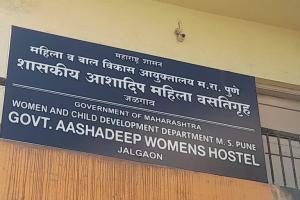 महाराष्ट्र शासन
महिला व बाल विकास आयुक्तालय म.रा. पुणे
शासकीय आशादिप महिला वसतिगृह
जळगाव
GOVERNMENT OF MAHARASHTRA
WOMEN AND CHILD DEVELOPMENT DEPARTMENT M. S. PUNE
GOVT. AASHADEEP WOMENS HOSTEL
JALGAON